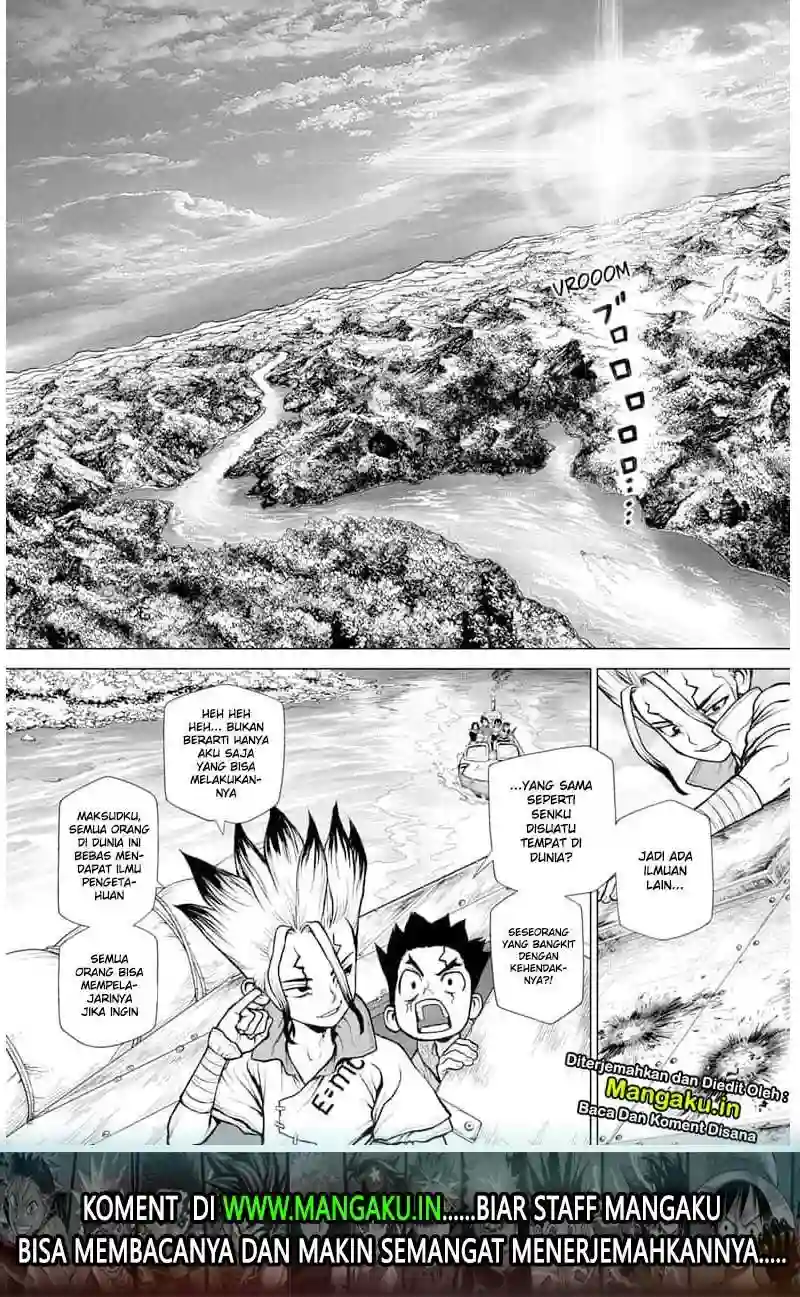 VROOOM
ブロロロロロ……
JADI ADA
ILMUAN
LAIN...
...YANG SAMA
SEPERTI
SENKU
DISUATU
TEMPAT DI
DUNIA?
SESEORANG
YANG BANGKIT
DENGAN
KEHENDAK-
NYA?!
HEH HEH
HEH... BUKAN
BERARTI HANYA
AKU SAJA
YANG BISA
MELAKUKAN-
NYA
MAKSUDKU,
SEMUA ORANG
DI DUNIA INI
BEBAS MEN-
DAPAT ILMU
PENGETA-
HUAN
SEMUA
ORANG BISA
MEMPELA-
JARINYA
JIKA INGIN
E=mc
Diterjemahkan dan Diedit Oleh :
Mangaku.in
Baca Dan Koment Disana
KOMENT DI WWW.MANGAKU.IN......BIAR STAFF MANGAKU
BISA MEMBACANYA DAN MAKIN SEMANGAT MENERJEMAHKANNYA.....